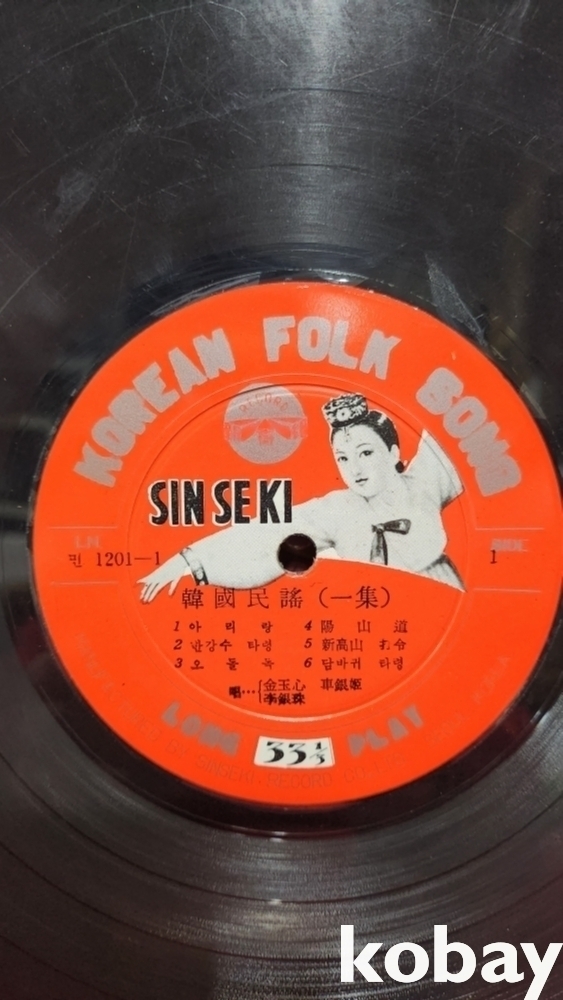 KOREAN FOLK SONG
RECORD
SINSEKI
LN
민 1201—1
1
韓國民謠(一集)
1 아리랑 4 陽山道
2 반강수 타령 5 新高山 打令
3 오돌독 6 담바귀 타령
唱… 金玉心 車銀姬
李銀珠
LONG 33⅓ PLAY
kobay